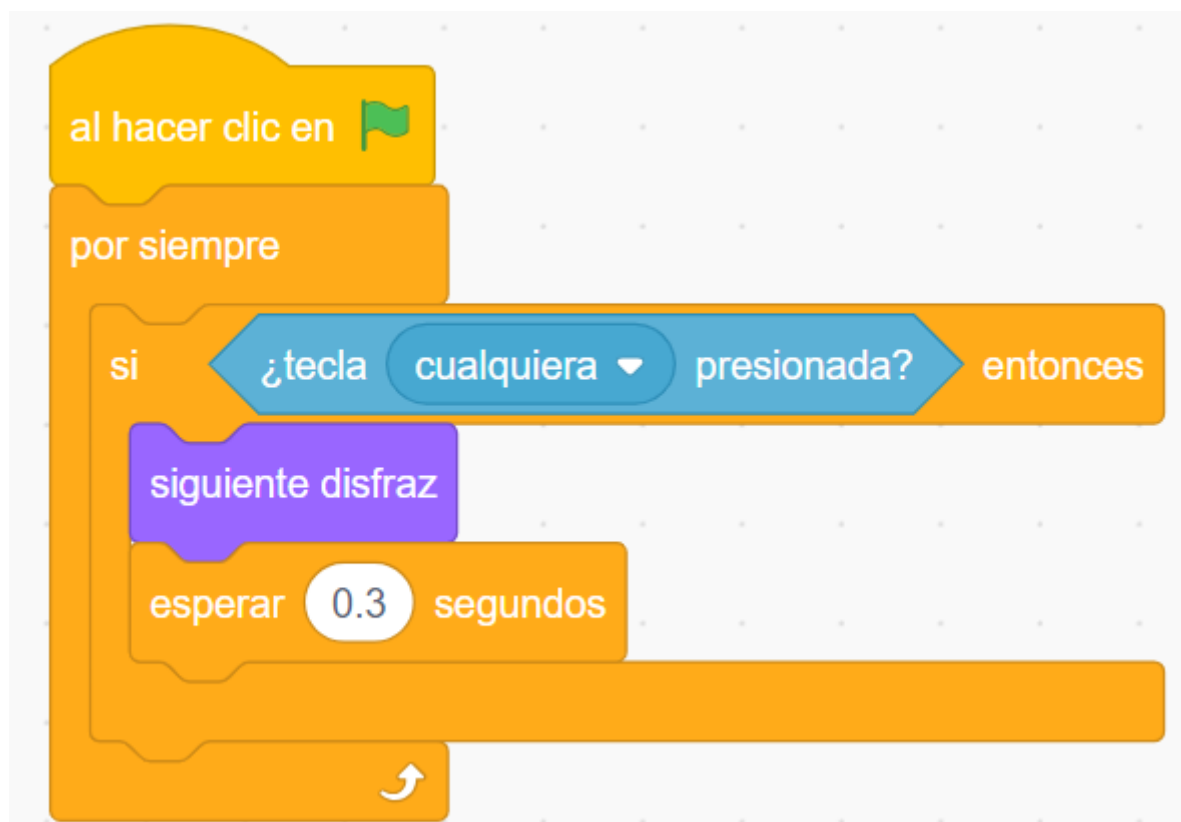 al hacer clic en
por siempre
si ¿tecla cualquiera presionada? entonces
siguiente disfraz
esperar 0.3 segundos